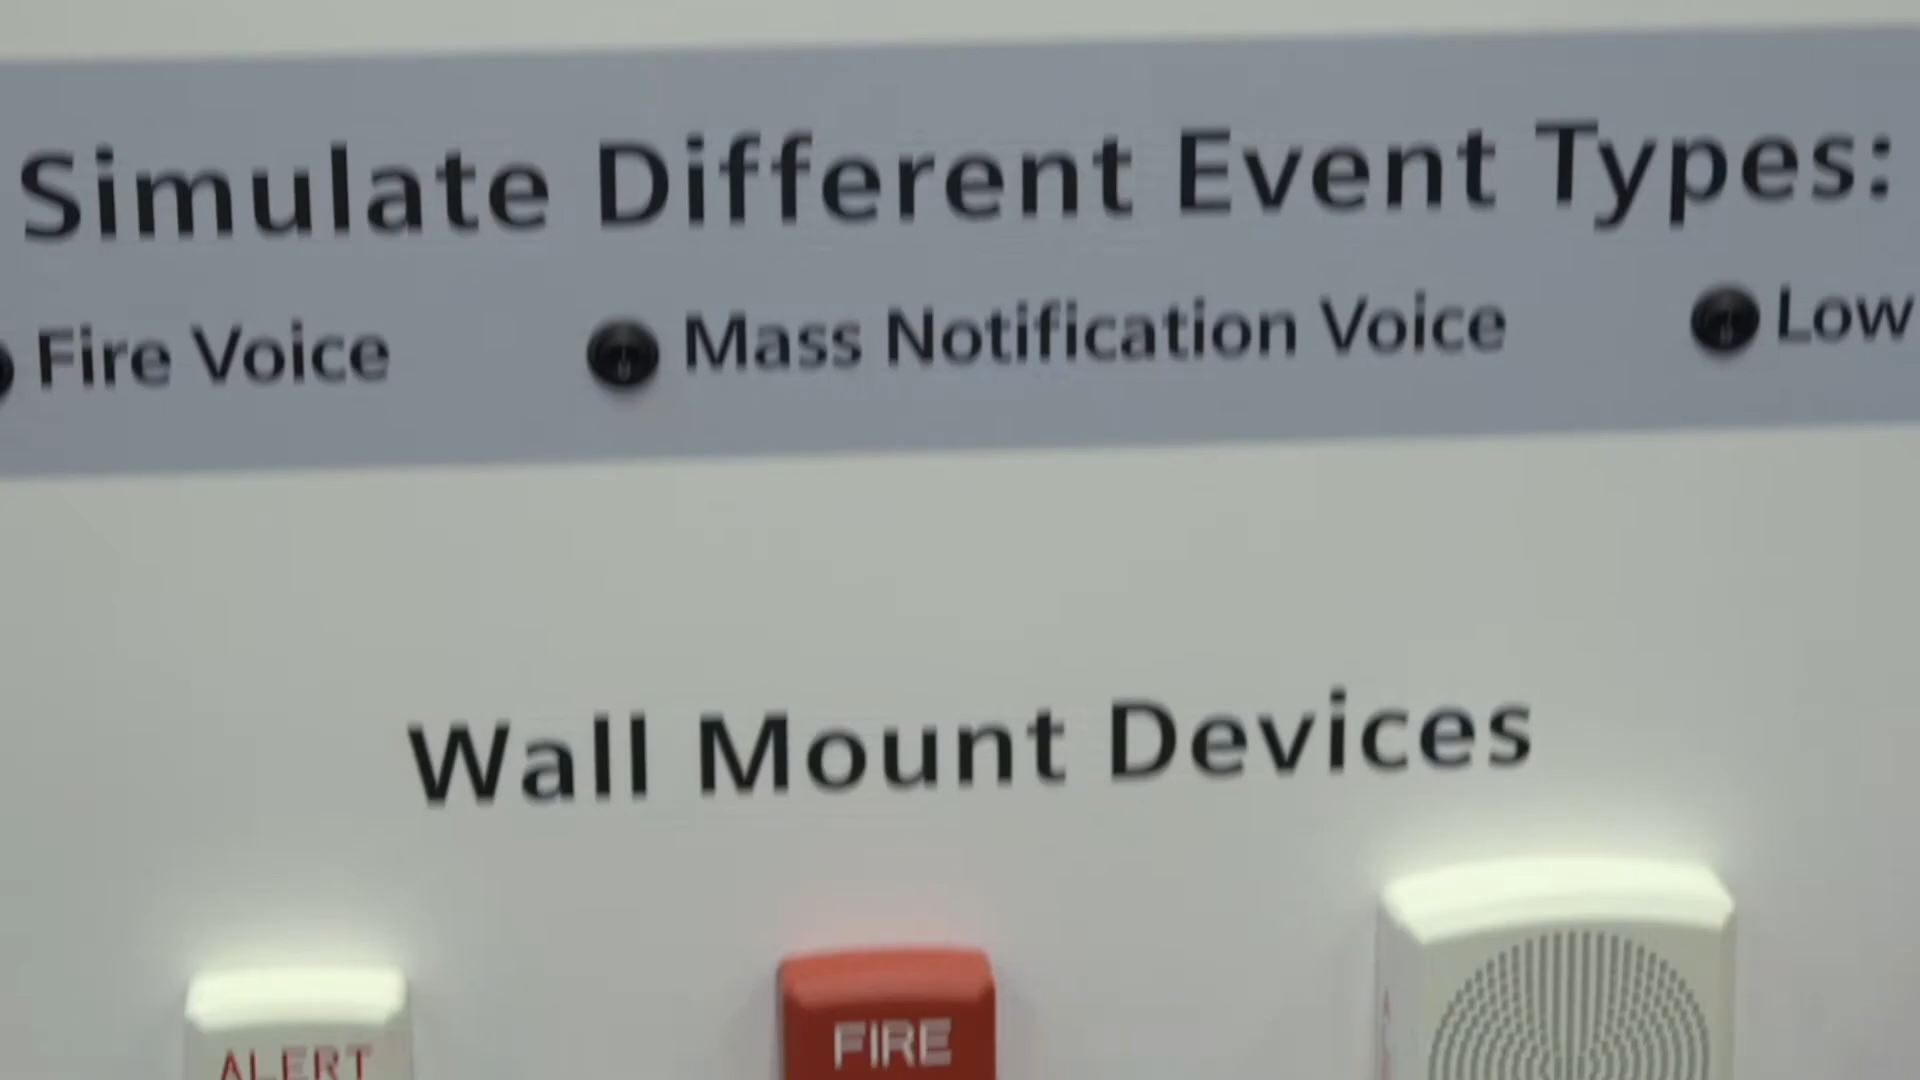 Simulate Different Event Types:
Fire Voice
Mass Notification Voice
Low
Wall Mount Devices
ALERT
FIRE